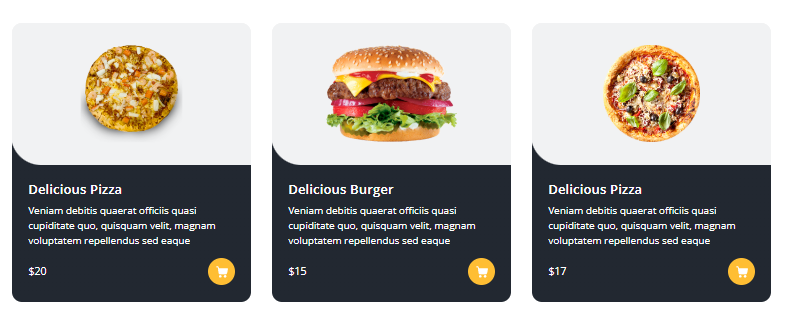 Delicious Pizza
Veniam debitis quaerat officiis quasi
cupiditate quo, quisquam velit, magnam
voluptatem repellendus sed eaque
$20
Delicious Burger
Veniam debitis quaerat officiis quasi
cupiditate quo, quisquam velit, magnam
voluptatem repellendus sed eaque
$15
Delicious Pizza
Veniam debitis quaerat officiis quasi
cupiditate quo, quisquam velit, magnam
voluptatem repellendus sed eaque
$17